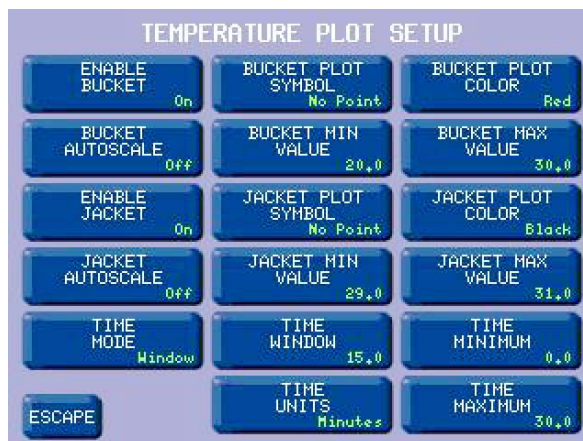 TEMPERATURE PLOT SETUP
ENABLE
BUCKET
On
BUCKET PLOT
SYMBOL
No Point
BUCKET PLOT
COLOR
Red
BUCKET
AUTOSCALE
Off
BUCKET MIN
VALUE
20.0
BUCKET MAX
VALUE
30.0
ENABLE
JACKET
On
JACKET PLOT
SYMBOL
No Point
JACKET PLOT
COLOR
Black
JACKET
AUTOSCALE
Off
JACKET MIN
VALUE
29.0
JACKET MAX
VALUE
31.0
TIME
MODE
Window
TIME
WINDOW
15.0
TIME
MINIMUM
0.0
ESCAPE
TIME
UNITS
Minutes
TIME
MAXIMUM
30.0